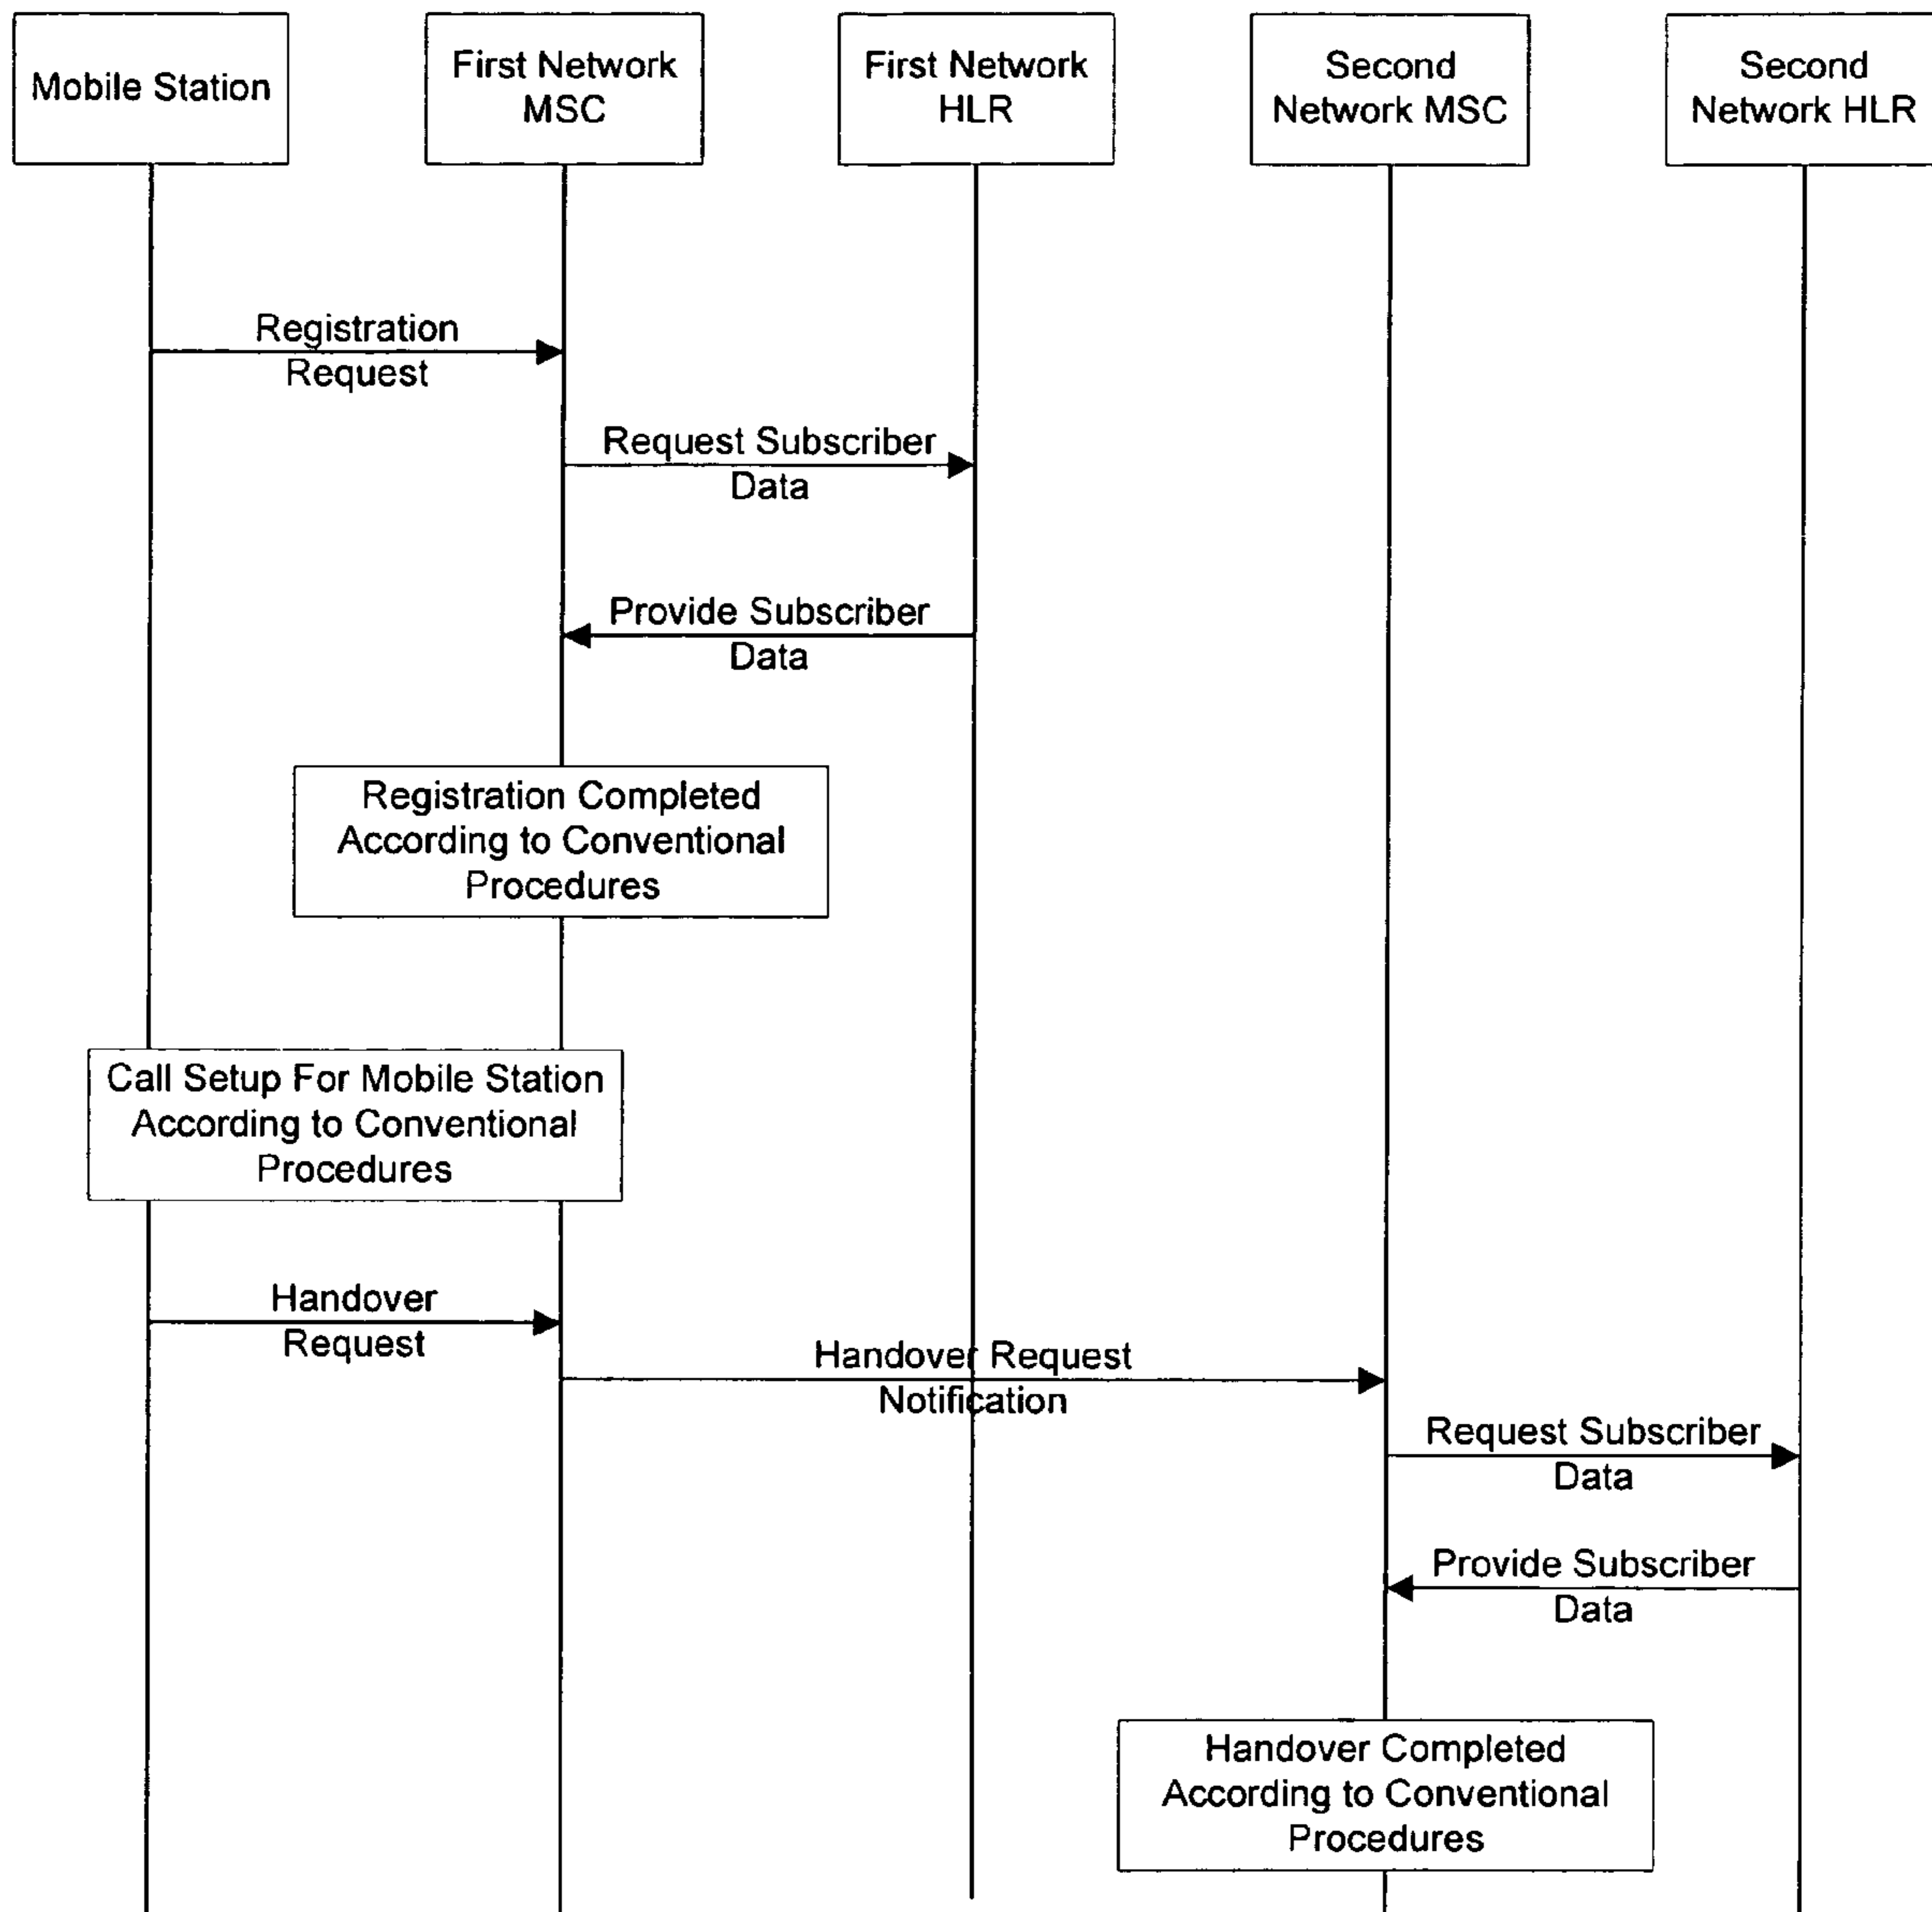 Mobile Station
First Network
MSC
First Network
HLR
Second
Network MSC
Second
Network HLR
Registration
Request
Request Subscriber
Data
Provide Subscriber
Data
Registration Completed
According to Conventional
Procedures
Call Setup For Mobile Station
According to Conventional
Procedures
Handover
Request
Handover Request
Notification
Request Subscriber
Data
Provide Subscriber
Data
Handover Completed
According to Conventional
Procedures